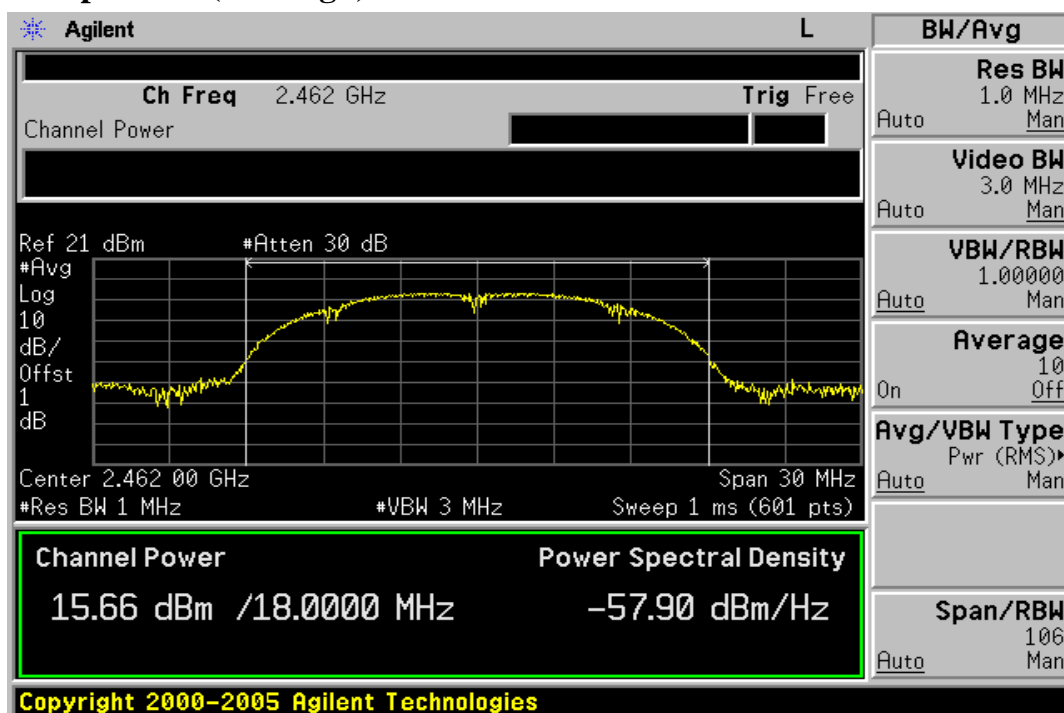 Agilent L
BW/Avg
Ch Freq 2.462 GHz Trig Free
Channel Power
Ref 21 dBm #Atten 30 dB
#Avg
Log
10
dB/
Offst
1
dB
Center 2.462 00 GHz Span 30 MHz
#Res BW 1 MHz #VBW 3 MHz Sweep 1 ms (601 pts)
Channel Power Power Spectral Density
15.66 dBm /18.0000 MHz -57.90 dBm/Hz
Res BW
1.0 MHz
Auto Man
Video BW
3.0 MHz
Auto Man
VBW/RBW
1.00000
Auto Man
Average
10
On Off
Avg/VBW Type
Pwr (RMS)▸
Auto Man
Span/RBW
106
Auto Man
Copyright 2000-2005 Agilent Technologies